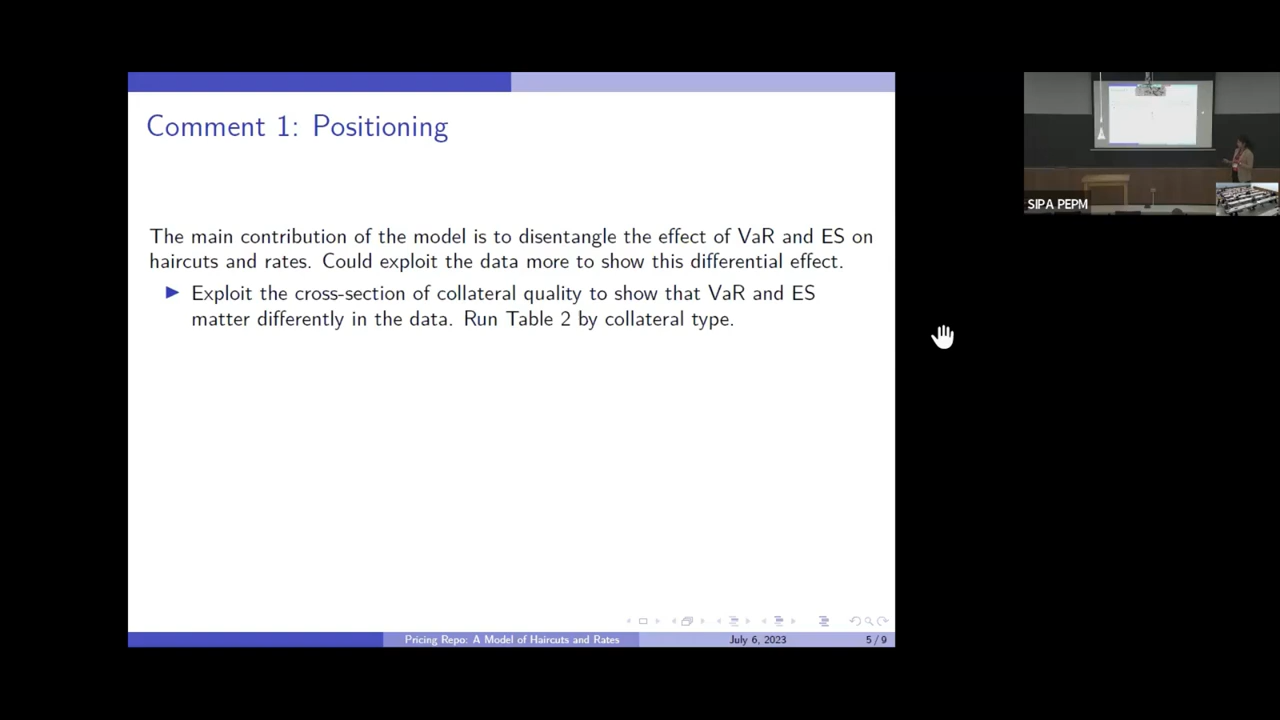 Comment 1: Positioning
The main contribution of the model is to disentangle the effect of VaR and ES on
haircuts and rates. Could exploit the data more to show this differential effect.
Exploit the cross-section of collateral quality to show that VaR and ES
matter differently in the data. Run Table 2 by collateral type.
Pricing Repo: A Model of Haircuts and Rates
July 6, 2023
5 / 9
SIPA PEPM